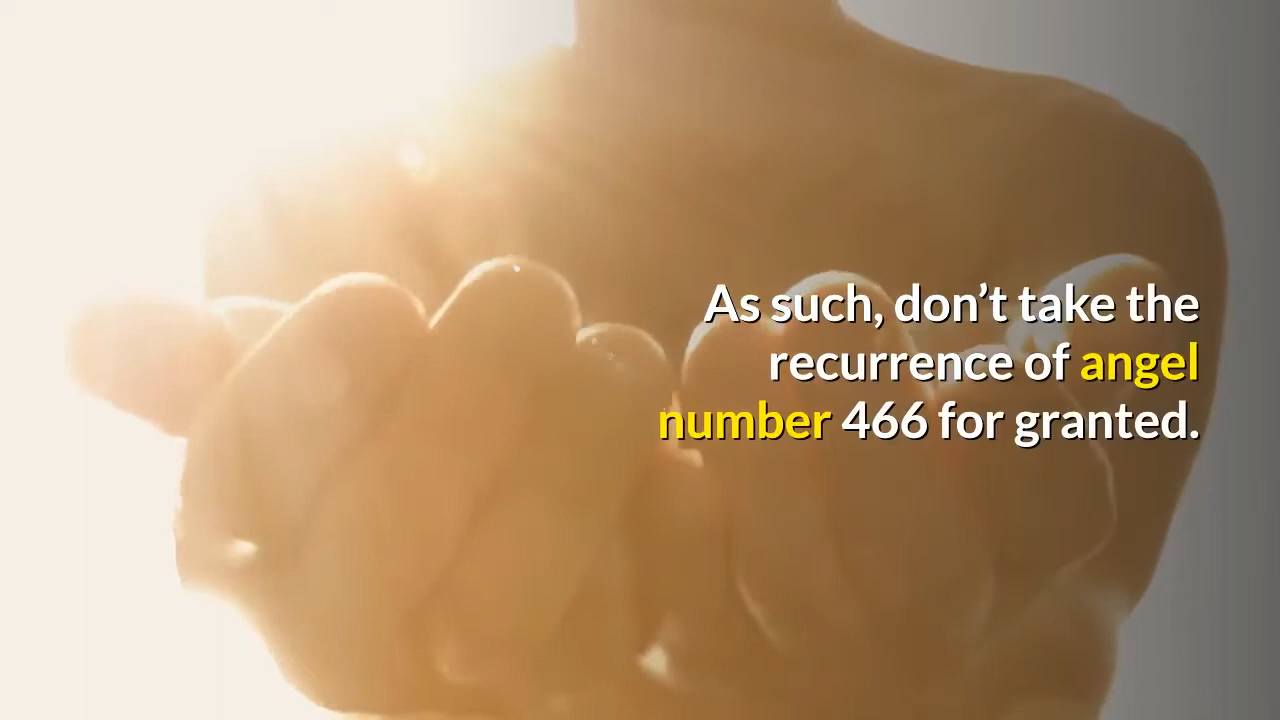 As such, don’t take the
recurrence of angel
number 466 for granted.